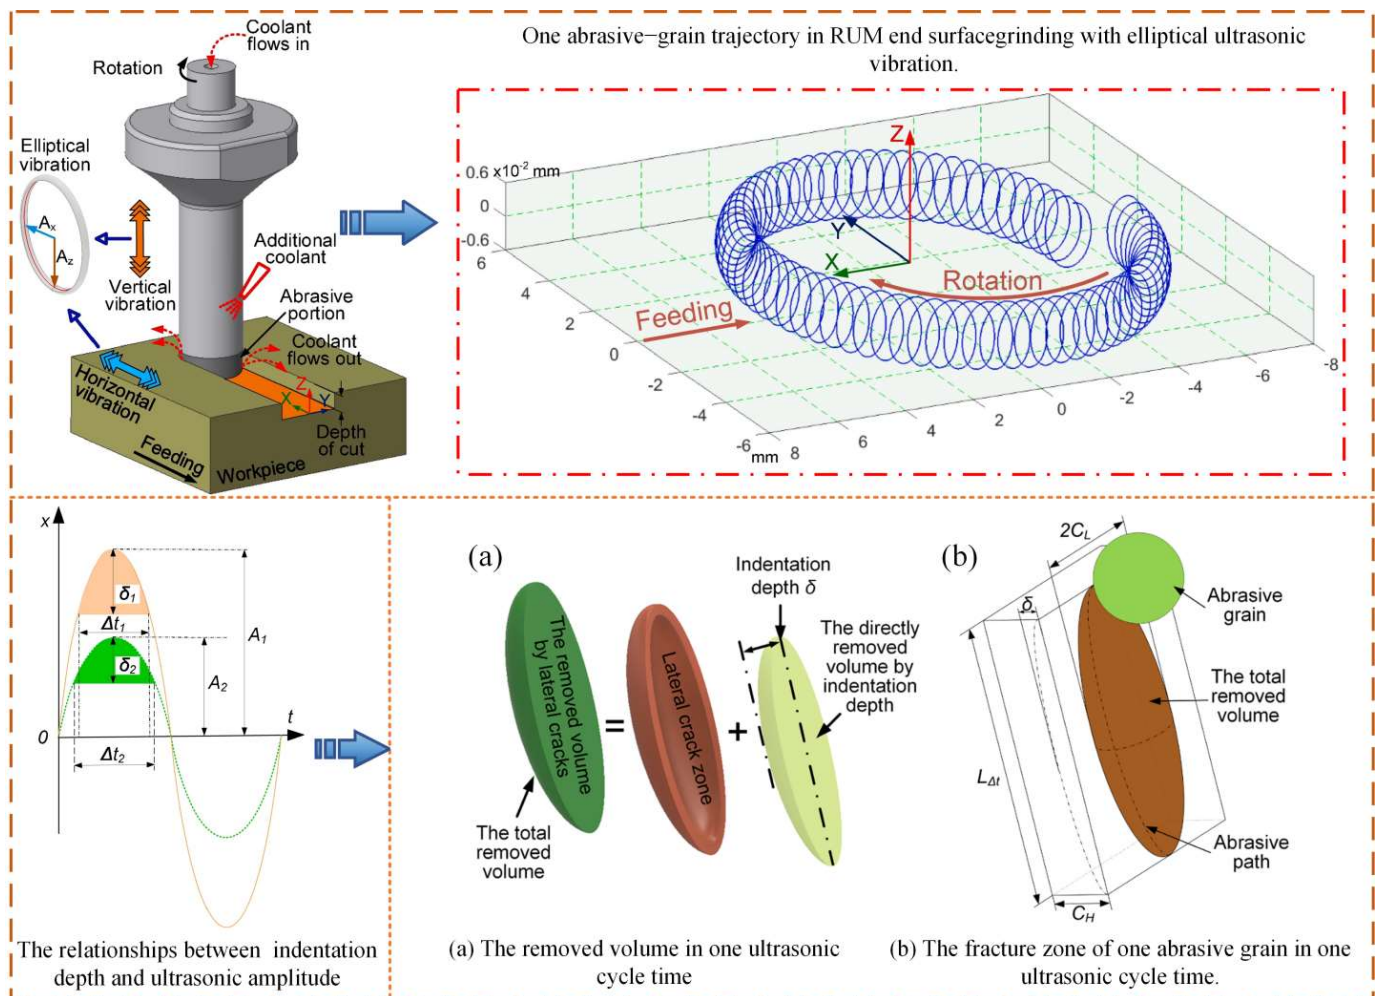 Coolant
flows in
Rotation
Elliptical
vibration
Aₓ
A_z
Vertical
vibration
Additional
coolant
Abrasive
portion
Coolant
flows out
Horizontal
vibration
Z
X
Y
Depth
of cut
Feeding
Workpiece
One abrasive−grain trajectory in RUM end surfacegrinding with elliptical ultrasonic
vibration.
0.6 x10⁻² mm
0
-0.6
6
4
2
0
-2
-4
-6
mm
8
6
4
2
0
-2
-4
-6
-8
Z
Y
X
Rotation
Feeding
x
δ₁
Δt₁
δ₂
A₁
A₂
0
t
Δt₂
The relationships between indentation
depth and ultrasonic amplitude
(a)
Indentation
depth δ
The removed volume
by lateral cracks
=
Lateral crack zone
+
The directly
removed
volume by
indentation
depth
The total
removed
volume
(a) The removed volume in one ultrasonic
cycle time
(b)
2C_L
δ
Abrasive
grain
The total
removed
volume
L_Δt
Abrasive
path
C_H
(b) The fracture zone of one abrasive grain in one
ultrasonic cycle time.